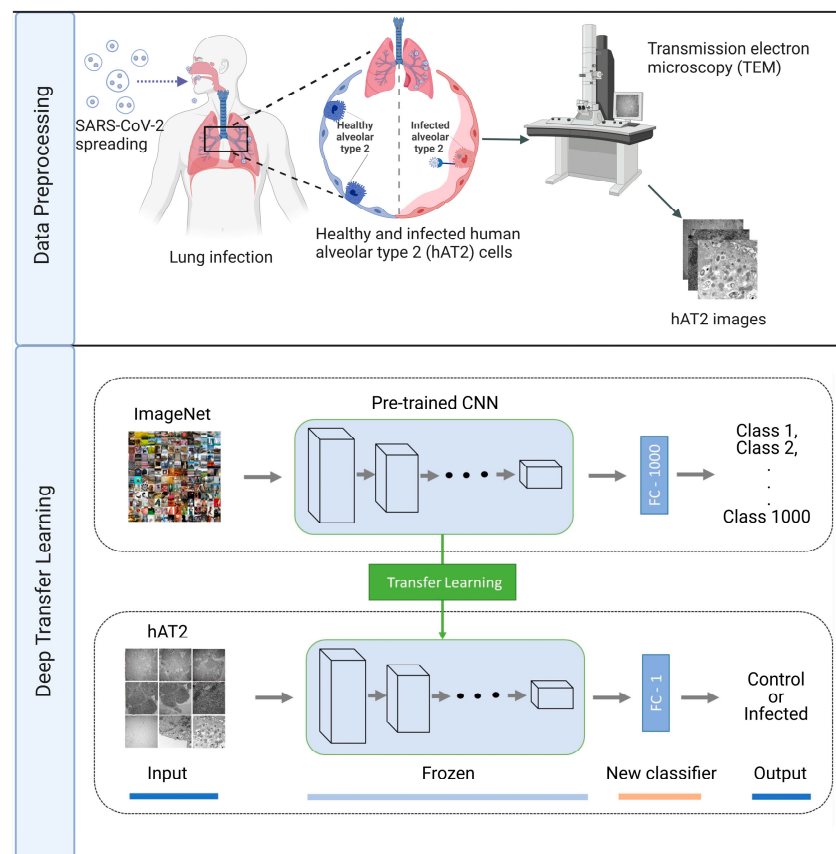 Data Preprocessing
SARS-CoV-2
spreading
Lung infection
Healthy
alveolar
type 2
Infected
alveolar
type 2
Healthy and infected human
alveolar type 2 (hAT2) cells
Transmission electron
microscopy (TEM)
hAT2 images
Deep Transfer Learning
ImageNet
Pre-trained CNN
FC - 1000
Class 1,
Class 2,
.
.
.
Class 1000
Transfer Learning
hAT2
FC - 1
Control
or
Infected
Input
Frozen
New classifier
Output